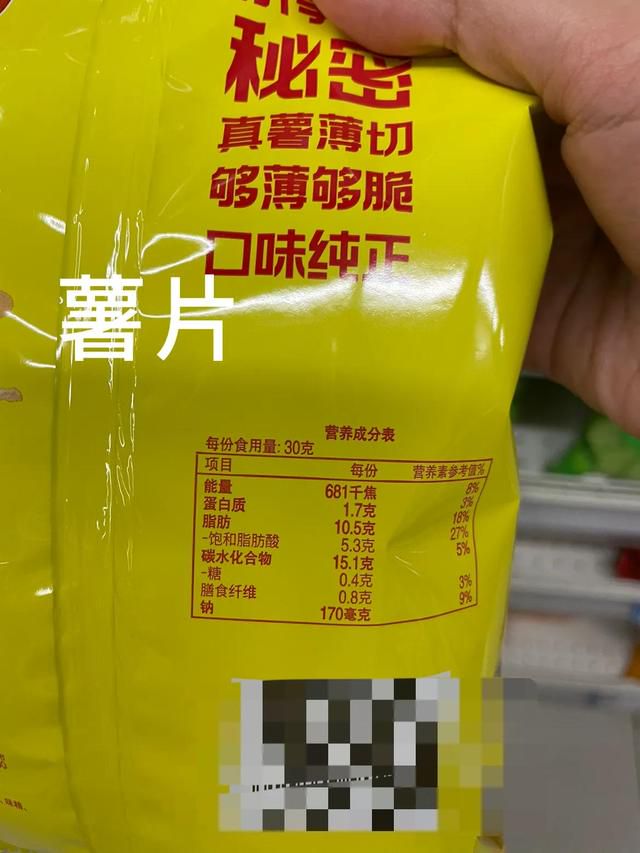 秘密
真薯薄切
够薄够脆
口味纯正
薯片
营养成分表
每份食用量: 30克
项目 每份 营养素参考值%
能量 681千焦 8%
蛋白质 1.7克 3%
脂肪 10.5克 18%
-饱和脂肪酸 5.3克 27%
碳水化合物 15.1克 5%
-糖 0.4克
膳食纤维 0.8克 3%
钠 170毫克 9%